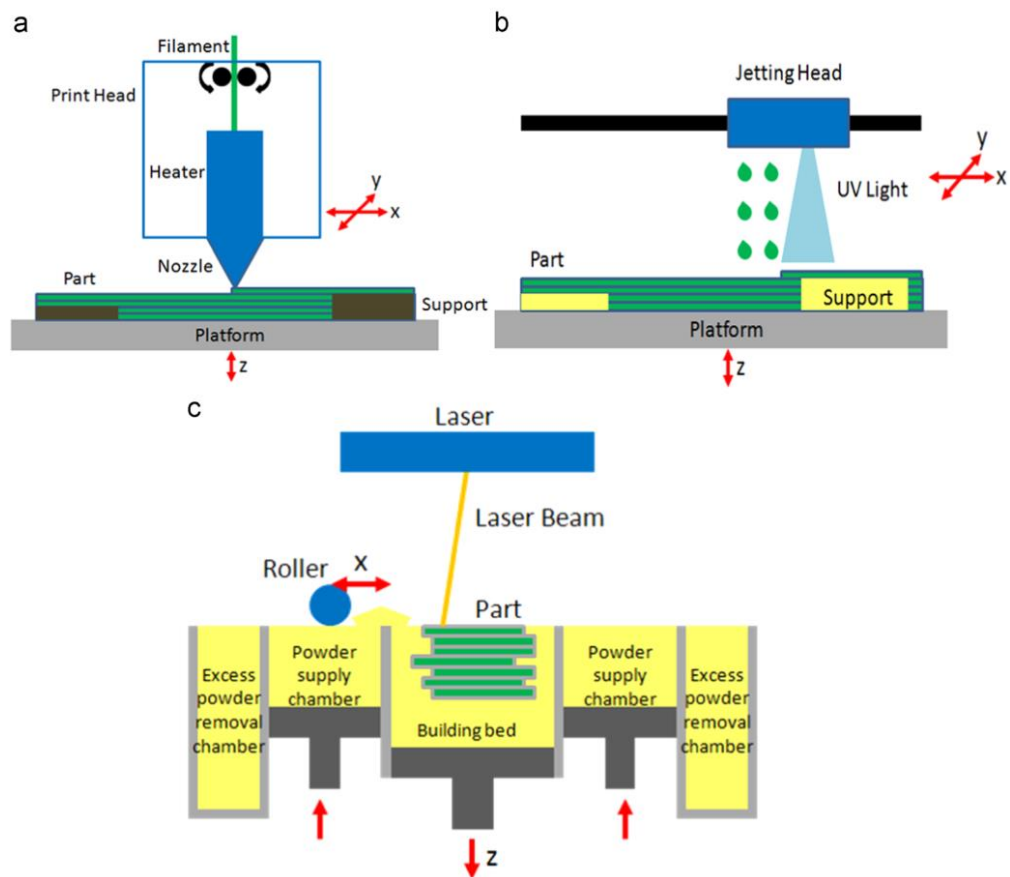 a
Filament
Print Head
Heater
y
x
Nozzle
Part
Support
Platform
z
b
Jetting Head
y
x
UV Light
Part
Support
Platform
z
c
Laser
Laser Beam
Roller
X
Part
Excess
powder
removal
chamber
Powder
supply
chamber
Building bed
Powder
supply
chamber
Excess
powder
removal
chamber
z